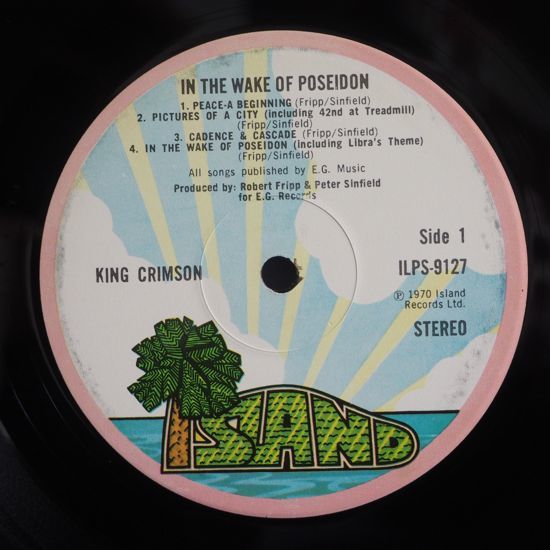 IN THE WAKE OF POSEIDON
1. PEACE-A BEGINNING (Fripp/Sinfield)
2. PICTURES OF A CITY (including 42nd at Treadmill)
(Fripp/Sinfield)
3. CADENCE & CASCADE (Fripp/Sinfield)
4. IN THE WAKE OF POSEIDON (including Libra's Theme)
(Fripp/Sinfield)
All songs published by E.G. Music
Produced by: Robert Fripp & Peter Sinfield
for E.G. Records
Side 1
KING CRIMSON
ILPS-9127
℗ 1970 Island
Records Ltd.
STEREO
ISLAND